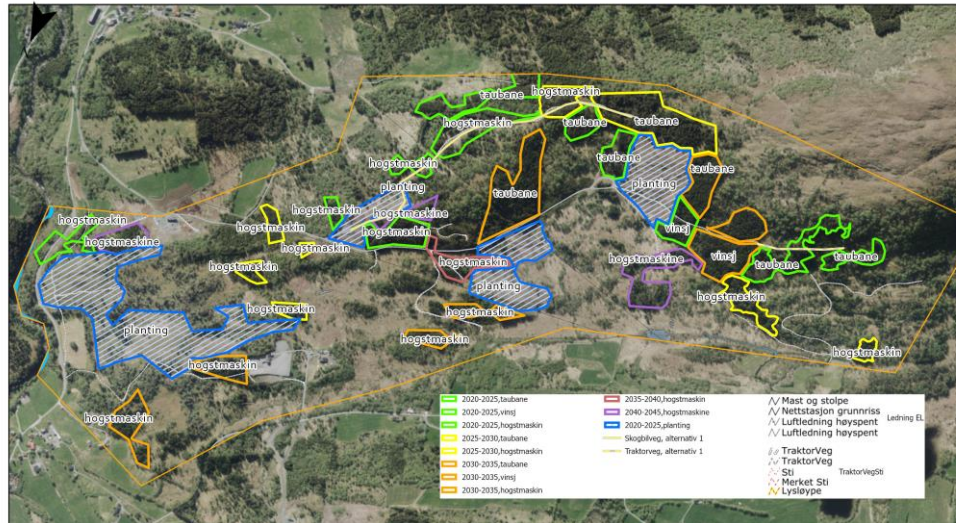 hogstmaskin
taubane
taubane
hogstmaskin
taubane
hogstmaskin
taubane
taubane
planting
planting
taubane
taubane
hogstmaskin
hogstmaskine
hogstmaskin
hogstmaskine
hogstmaskin
vinsj
hogstmaskin
hogstmaskin
hogstmaskine
vinsj
taubane
taubane
hogstmaskin
planting
hogstmaskin
hogstmaskin
hogstmaskin
planting
hogstmaskin
hogstmaskin
hogstmaskin
hogstmaskin
2020-2025,taubane
2020-2025,vinsj
2020-2025,hogstmaskin
2025-2030,taubane
2025-2030,hogstmaskin
2030-2035,taubane
2030-2035,vinsj
2030-2035,hogstmaskin
2035-2040,hogstmaskin
2040-2045,hogstmaskine
2020-2025,planting
Skogbilveg, alternativ 1
Traktorveg, alternativ 1
Mast og stolpe
Nettstasjon grunnriss
Luftledning høyspent
Luftledning høyspent
Ledning EL
TraktorVeg
TraktorVeg
Sti
Merket Sti
Lysløype
TraktorVegSti